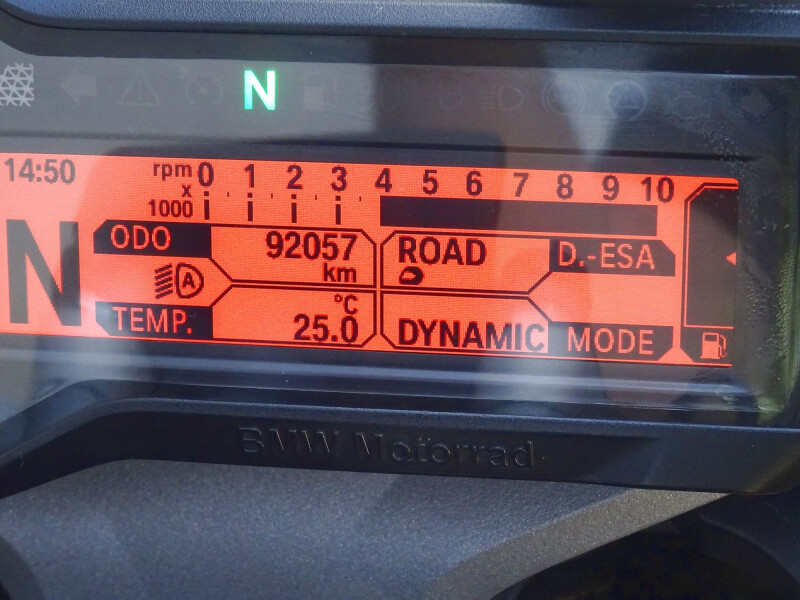 N
14:50
rpm x 1000
0 1 2 3 4 5 6 7 8 9 10
N
ODO 92057 km
ROAD D.-ESA
A
TEMP. °C 25.0
DYNAMIC MODE
BMW Motorrad